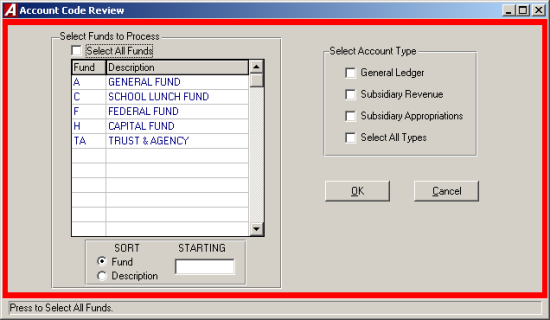 Account Code Review
Select Funds to Process
Select All Funds
Fund Description
A GENERAL FUND
C SCHOOL LUNCH FUND
F FEDERAL FUND
H CAPITAL FUND
TA TRUST & AGENCY
SORT STARTING
Fund
Description
Select Account Type
General Ledger
Subsidiary Revenue
Subsidiary Appropriations
Select All Types
OK Cancel
Press to Select All Funds.